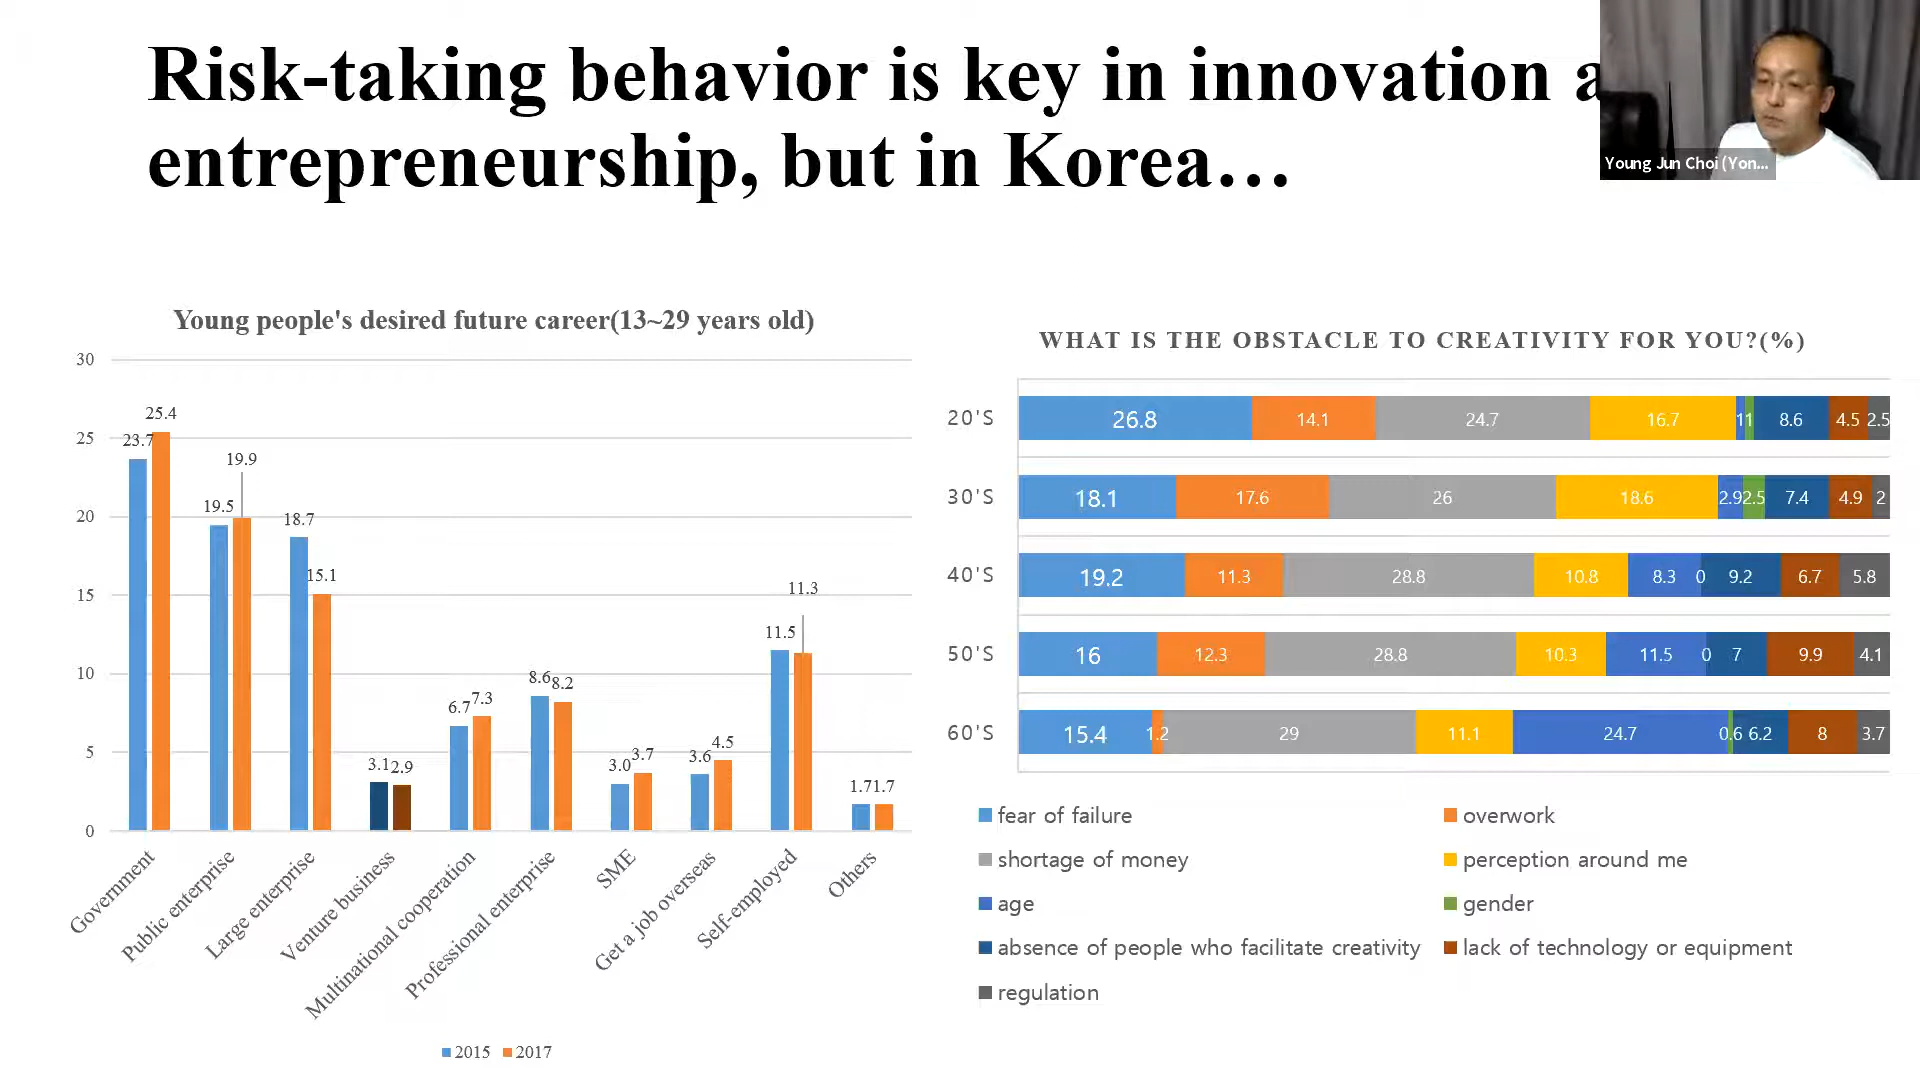 Risk-taking behavior is key in innovation a
entrepreneurship, but in Korea…
Young Jun Choi (Yon...
Young people's desired future career(13~29 years old)
30
25
20
15
10
5
0
23.7
25.4
19.5
19.9
18.7
15.1
3.1
2.9
6.7
7.3
8.6
8.2
3.0
3.7
3.6
4.5
11.5
11.3
1.7
1.7
Government
Public enterprise
Large enterprise
Venture business
Multinational cooperation
Professional enterprise
SME
Get a job overseas
Self-employed
Others
2015 2017
WHAT IS THE OBSTACLE TO CREATIVITY FOR YOU?(%)
20'S 26.8 14.1 24.7 16.7 1 1 8.6 4.5 2.5
30'S 18.1 17.6 26 18.6 2.9 2.5 7.4 4.9 2
40'S 19.2 11.3 28.8 10.8 8.3 0 9.2 6.7 5.8
50'S 16 12.3 28.8 10.3 11.5 0 7 9.9 4.1
60'S 15.4 1.2 29 11.1 24.7 0.6 6.2 8 3.7
fear of failure overwork
shortage of money perception around me
age gender
absence of people who facilitate creativity lack of technology or equipment
regulation